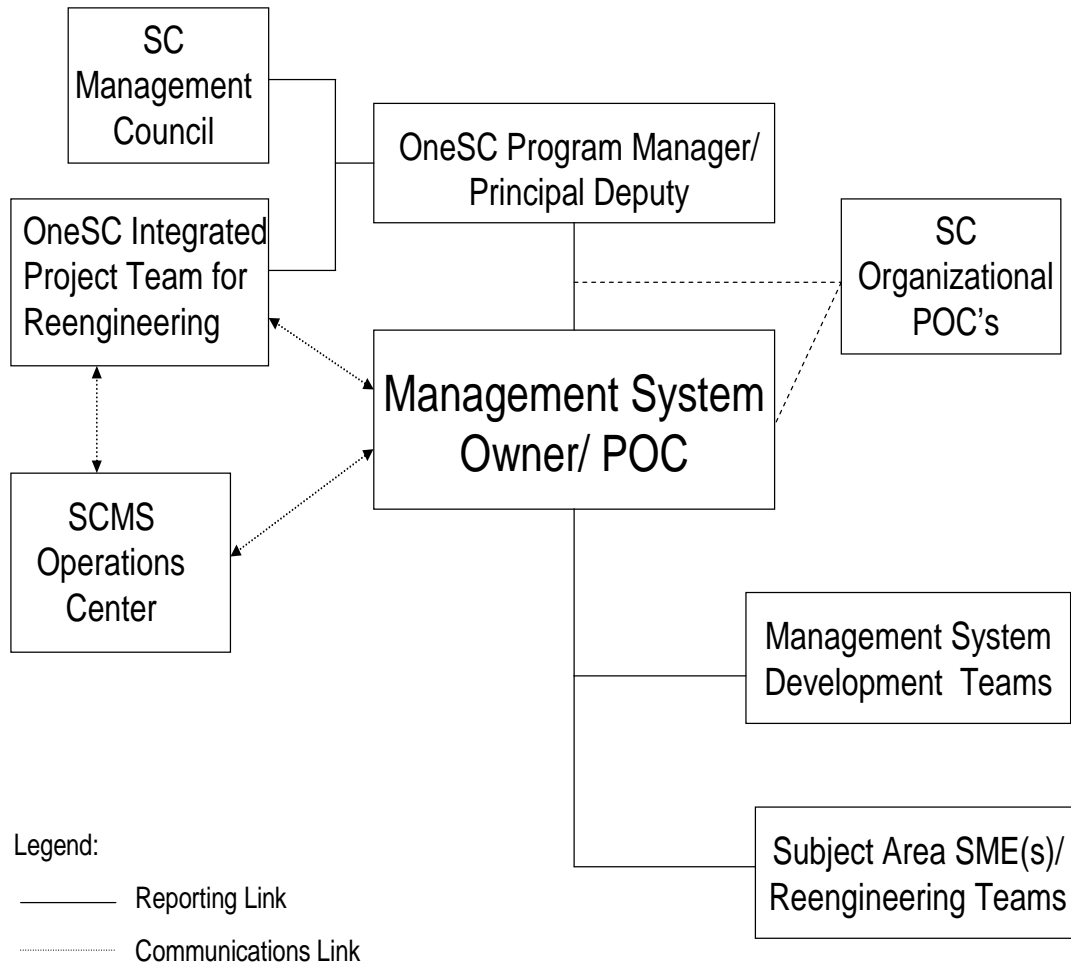 SC
Management
Council
OneSC Program Manager/
Principal Deputy
OneSC Integrated
Project Team for
Reengineering
SC
Organizational
POC's
Management System
Owner/ POC
SCMS
Operations
Center
Management System
Development Teams
Subject Area SME(s)/
Reengineering Teams
Legend:
Reporting Link
Communications Link